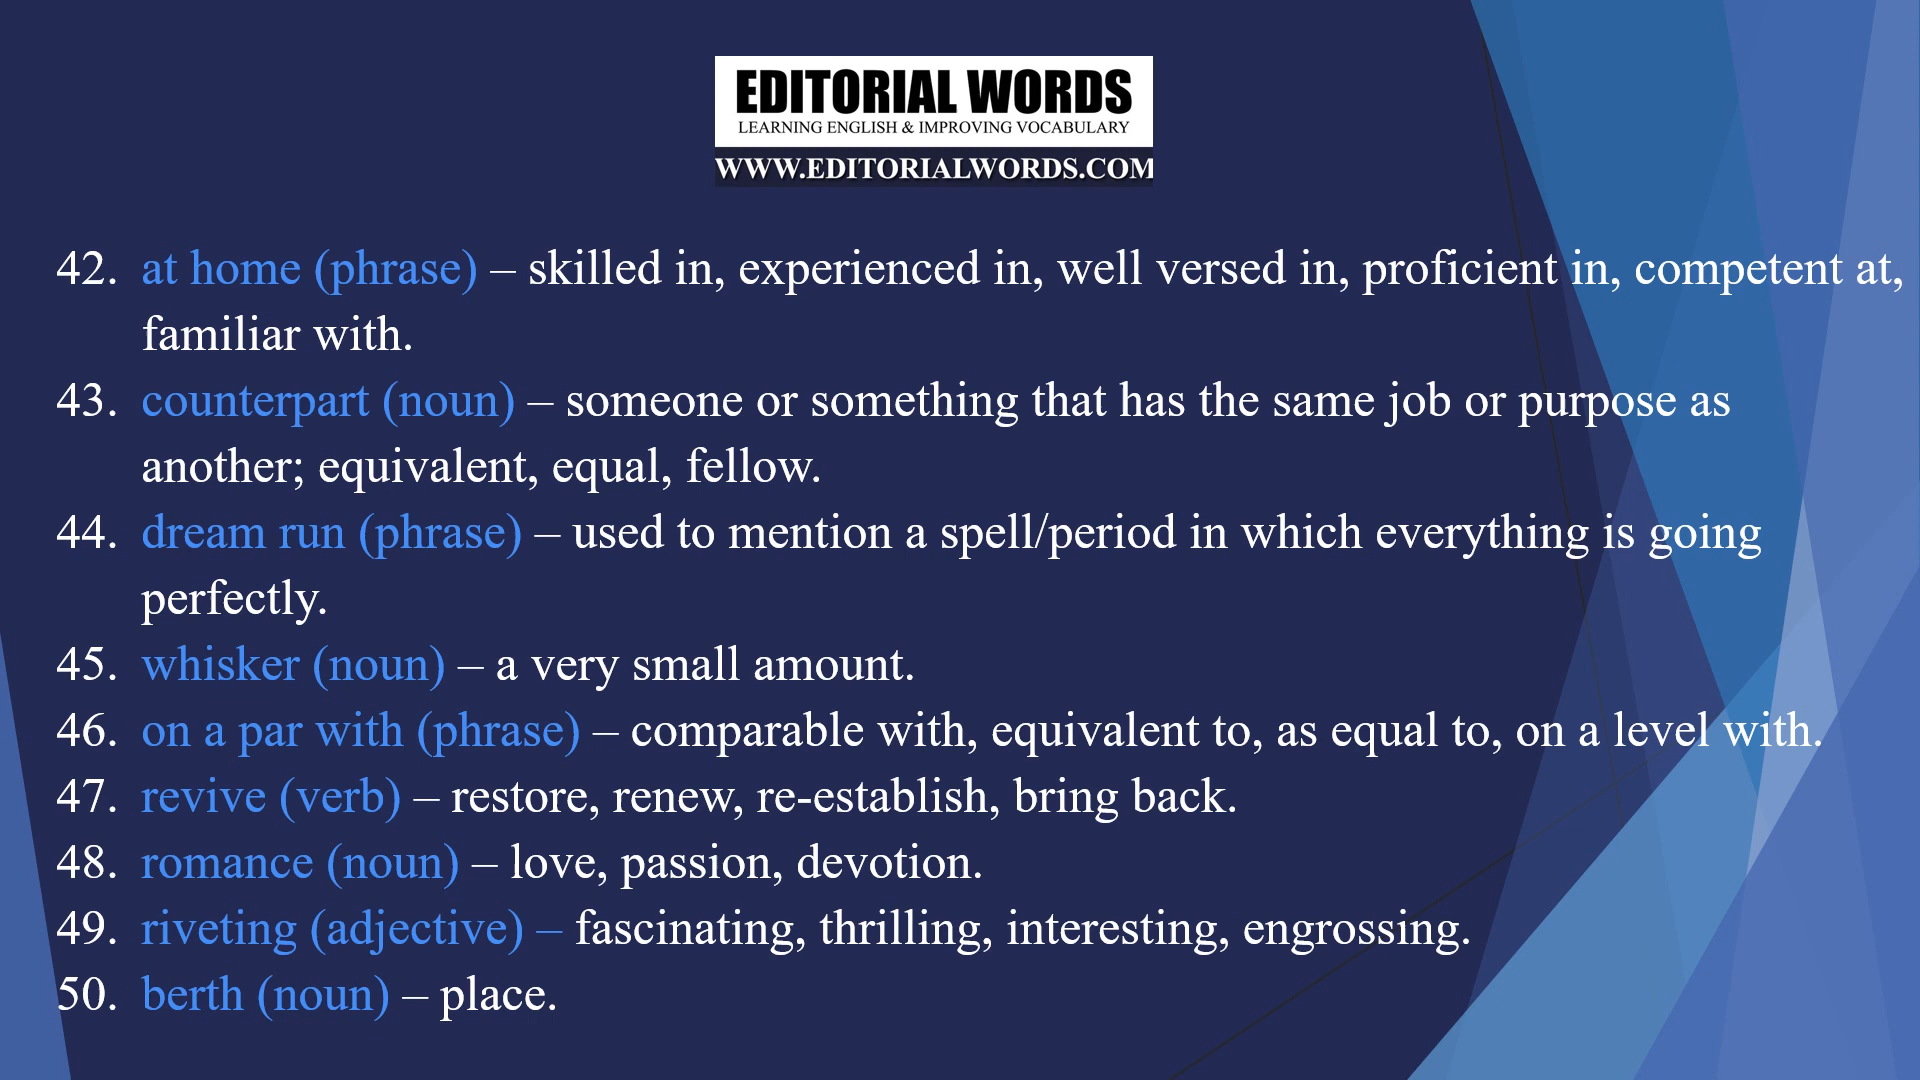 EDITORIAL WORDS
LEARNING ENGLISH & IMPROVING VOCABULARY
WWW.EDITORIALWORDS.COM
42. at home (phrase) – skilled in, experienced in, well versed in, proficient in, competent at,
familiar with.
43. counterpart (noun) – someone or something that has the same job or purpose as
another; equivalent, equal, fellow.
44. dream run (phrase) – used to mention a spell/period in which everything is going
perfectly.
45. whisker (noun) – a very small amount.
46. on a par with (phrase) – comparable with, equivalent to, as equal to, on a level with.
47. revive (verb) – restore, renew, re-establish, bring back.
48. romance (noun) – love, passion, devotion.
49. riveting (adjective) – fascinating, thrilling, interesting, engrossing.
50. berth (noun) – place.